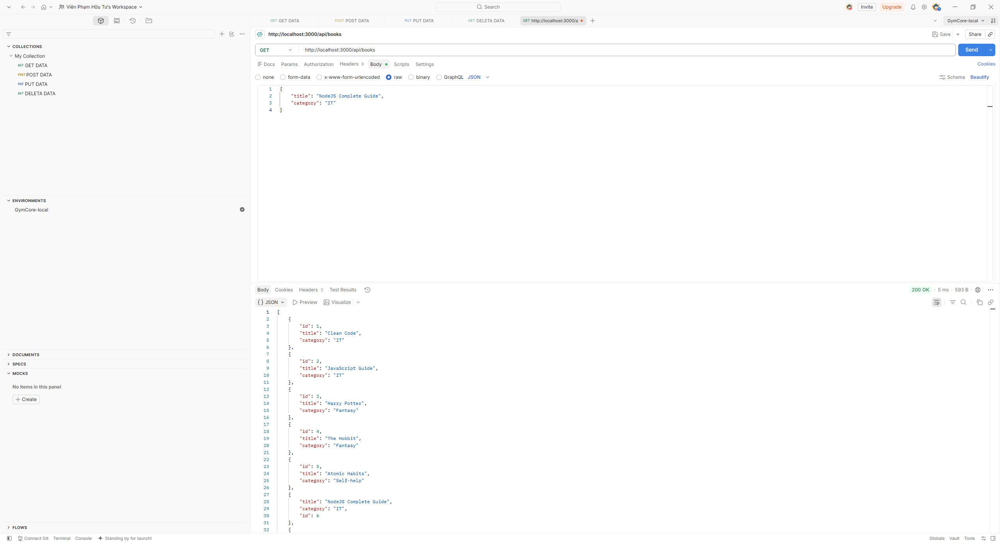 Viên Phạm Hữu Tư's Workspace
Search
Invite
Upgrade
GET GET DATA
POST POST DATA
PUT PUT DATA
GET DELETA DATA
GET http://localhost:3000/a
GymCore-local
HTTP http://localhost:3000/api/books
Save
Share
COLLECTIONS
My Collection
GET GET DATA
POST POST DATA
PUT PUT DATA
GET DELETA DATA
ENVIRONMENTS
GymCore-local
DOCUMENTS
SPECS
MOCKS
No items in this panel
Create
FLOWS
GET http://localhost:3000/api/books
Send
Docs Params Authorization Headers 8 Body Scripts Settings
Cookies
none form-data x-www-form-urlencoded raw binary GraphQL JSON
Schema Beautify
1 {
2 "title": "NodeJS Complete Guide",
3 "category": "IT"
4 }
Body Cookies Headers 5 Test Results
200 OK • 5 ms • 593 B
{} JSON Preview Visualize
1 [
2 {
3 "id": 1,
4 "title": "Clean Code",
5 "category": "IT"
6 },
7 {
8 "id": 2,
9 "title": "JavaScript Guide",
10 "category": "IT"
11 },
12 {
13 "id": 3,
14 "title": "Harry Potter",
15 "category": "Fantasy"
16 },
17 {
18 "id": 4,
19 "title": "The Hobbit",
20 "category": "Fantasy"
21 },
22 {
23 "id": 5,
24 "title": "Atomic Habits",
25 "category": "Self-help"
26 },
27 {
28 "title": "NodeJS Complete Guide",
29 "category": "IT",
30 "id": 6
31 },
32 {
Connect Git Terminal Console Standing by for launch!
Globals Vault Tools